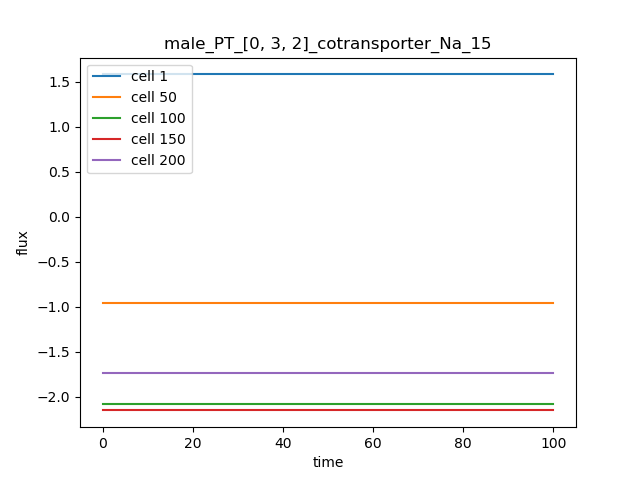 male_PT_[0, 3, 2]_cotransporter_Na_15
cell 1
cell 50
cell 100
cell 150
cell 200
flux
1.5
1.0
0.5
0.0
−0.5
−1.0
−1.5
−2.0
0 20 40 60 80 100
time